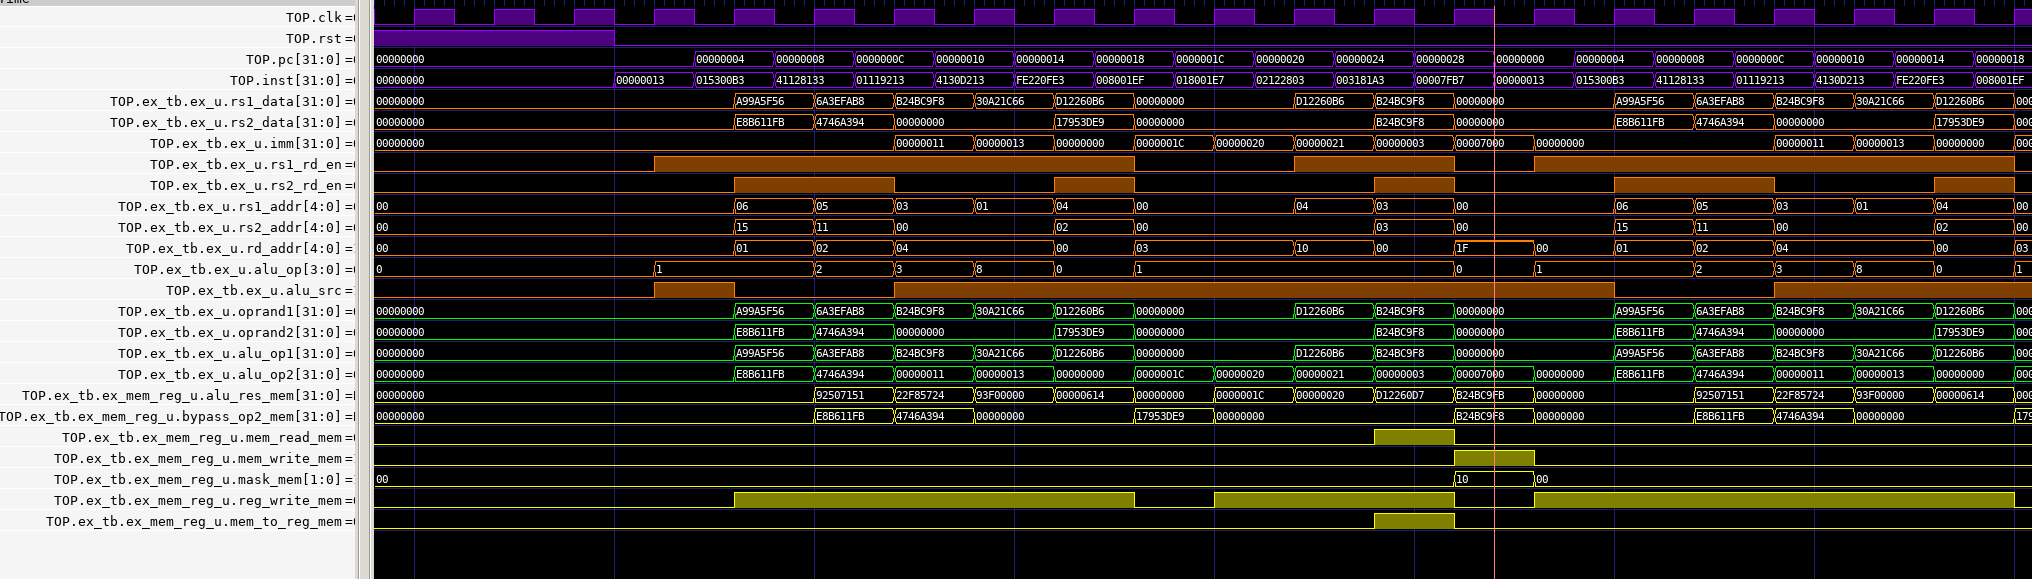 TOP.clk =
TOP.rst =
TOP.pc[31:0] = 00000000 00000004 00000008 0000000C 00000010 00000014 00000018 0000001C 00000020 00000024 00000028 00000000 00000004 00000008 0000000C 00000010 00000014 00000018
TOP.inst[31:0] = 00000000 00000013 015300B3 41128133 01119213 4130D213 FE220FE3 008001EF 018001E7 02122803 003181A3 00007FB7 00000013 015300B3 41128133 01119213 4130D213 FE220FE3 008001EF
TOP.ex_tb.ex_u.rs1_data[31:0] = 00000000 A99A5F56 6A3EFAB8 B24BC9F8 30A21C66 D12260B6 00000000 D12260B6 B24BC9F8 00000000 A99A5F56 6A3EFAB8 B24BC9F8 30A21C66 D12260B6 000
TOP.ex_tb.ex_u.rs2_data[31:0] = 00000000 E8B611FB 4746A394 00000000 17953DE9 00000000 B24BC9F8 00000000 E8B611FB 4746A394 00000000 17953DE9 000
TOP.ex_tb.ex_u.imm[31:0] = 00000000 00000011 00000013 00000000 0000001C 00000020 00000021 00000003 00007000 00000000 00000011 00000013 00000000 000
TOP.ex_tb.ex_u.rs1_rd_en =
TOP.ex_tb.ex_u.rs2_rd_en =
TOP.ex_tb.ex_u.rs1_addr[4:0] = 00 06 05 03 01 04 00 04 03 00 06 05 03 01 04 00
TOP.ex_tb.ex_u.rs2_addr[4:0] = 00 15 11 00 02 00 03 00 15 11 00 02 00
TOP.ex_tb.ex_u.rd_addr[4:0] = 00 01 02 04 00 03 10 00 1F 00 01 02 04 00 03
TOP.ex_tb.ex_u.alu_op[3:0] = 0 1 2 3 8 0 1 0 1 2 3 8 0 1
TOP.ex_tb.ex_u.alu_src =
TOP.ex_tb.ex_u.oprand1[31:0] = 00000000 A99A5F56 6A3EFAB8 B24BC9F8 30A21C66 D12260B6 00000000 D12260B6 B24BC9F8 00000000 A99A5F56 6A3EFAB8 B24BC9F8 30A21C66 D12260B6 000
TOP.ex_tb.ex_u.oprand2[31:0] = 00000000 E8B611FB 4746A394 00000000 17953DE9 00000000 B24BC9F8 00000000 E8B611FB 4746A394 00000000 17953DE9 000
TOP.ex_tb.ex_u.alu_op1[31:0] = 00000000 A99A5F56 6A3EFAB8 B24BC9F8 30A21C66 D12260B6 00000000 D12260B6 B24BC9F8 00000000 A99A5F56 6A3EFAB8 B24BC9F8 30A21C66 D12260B6 000
TOP.ex_tb.ex_u.alu_op2[31:0] = 00000000 E8B611FB 4746A394 00000011 00000013 00000000 0000001C 00000020 00000021 00000003 00007000 00000000 E8B611FB 4746A394 00000011 00000013 00000000 000
TOP.ex_tb.ex_mem_reg_u.alu_res_mem[31:0] = 00000000 92507151 22F85724 93F00000 00000614 00000000 0000001C 00000020 D12260D7 B24BC9FB 00000000 92507151 22F85724 93F00000 00000614 000
TOP.ex_tb.ex_mem_reg_u.bypass_op2_mem[31:0] = 00000000 E8B611FB 4746A394 00000000 17953DE9 00000000 B24BC9F8 00000000 E8B611FB 4746A394 00000000 179
TOP.ex_tb.ex_mem_reg_u.mem_read_mem =
TOP.ex_tb.ex_mem_reg_u.mem_write_mem =
TOP.ex_tb.ex_mem_reg_u.mask_mem[1:0] = 00 10 00
TOP.ex_tb.ex_mem_reg_u.reg_write_mem =
TOP.ex_tb.ex_mem_reg_u.mem_to_reg_mem =